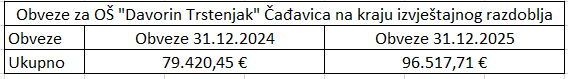 Obveze za OŠ "Davorin Trstenjak" Čađavica na kraju izvještajnog razdoblja
Obveze Obveze 31.12.2024 Obveze 31.12.2025
Ukupno 79.420,45 € 96.517,71 €